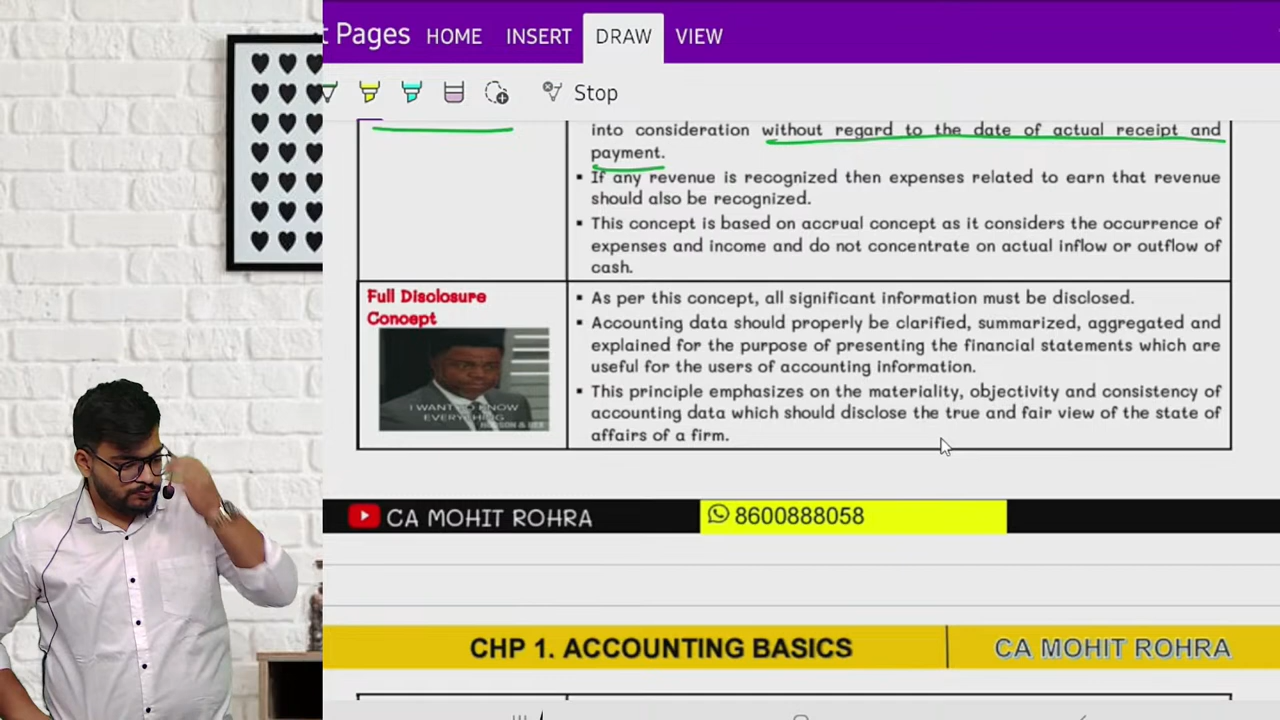 t Pages HOME INSERT DRAW VIEW
Stop
into consideration without regard to the date of actual receipt and
payment.
▪ If any revenue is recognized then expenses related to earn that revenue
should also be recognized.
▪ This concept is based on accrual concept as it considers the occurrence of
expenses and income and do not concentrate on actual inflow or outflow of
cash.
Full Disclosure
Concept
I WANT TO KNOW
EVERYTHING
▪ As per this concept, all significant information must be disclosed.
▪ Accounting data should properly be clarified, summarized, aggregated and
explained for the purpose of presenting the financial statements which are
useful for the users of accounting information.
▪ This principle emphasizes on the materiality, objectivity and consistency of
accounting data which should disclose the true and fair view of the state of
affairs of a firm.
CA MOHIT ROHRA 8600888058
CHP 1. ACCOUNTING BASICS CA MOHIT ROHRA